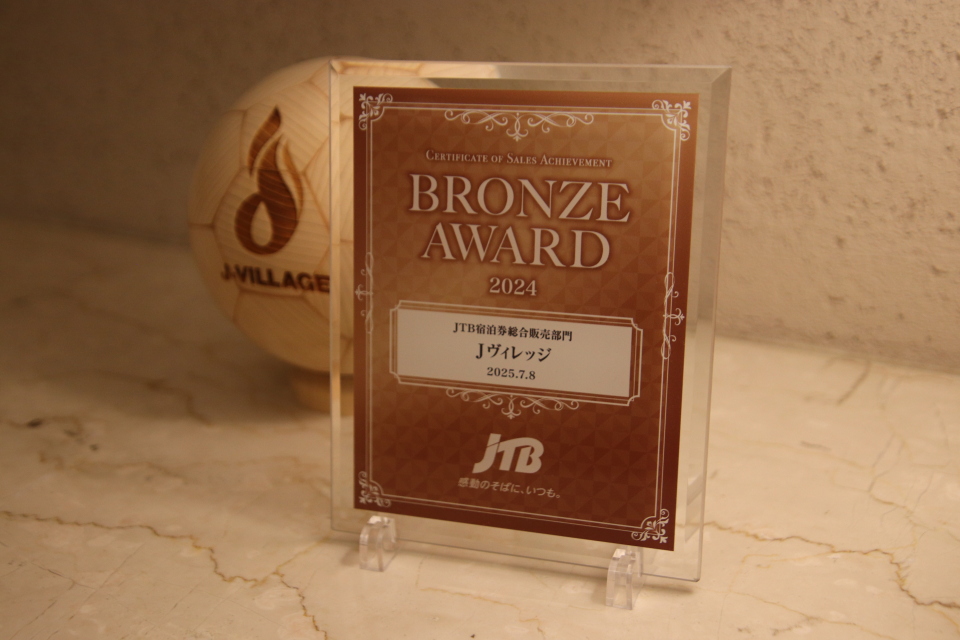 J-VILLAGE
CERTIFICATE OF SALES ACHIEVEMENT
BRONZE
AWARD
2024
JTB宿泊券総合販売部門
Jヴィレッジ
2025.7.8
JTB
感動のそばに、いつも。